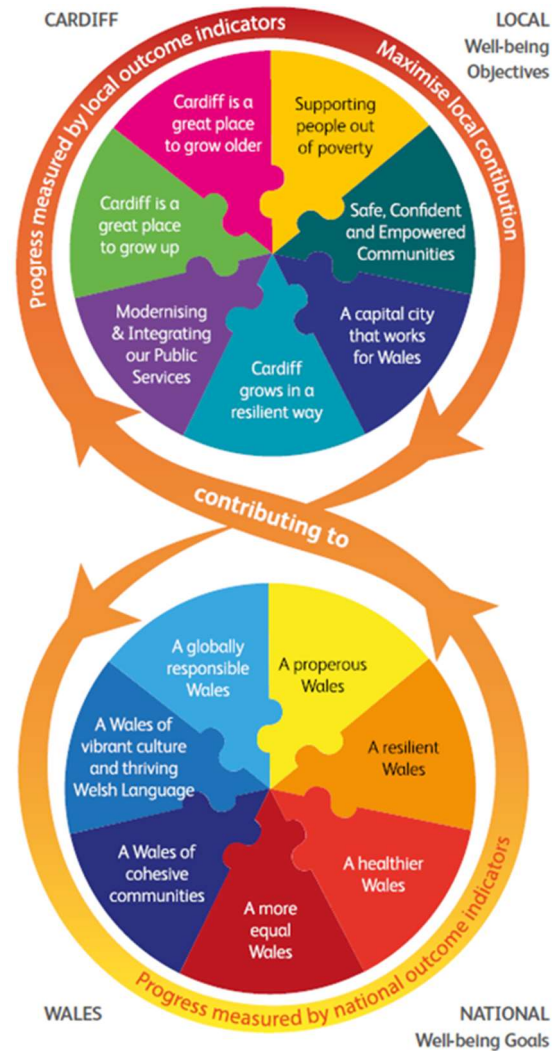 CARDIFF
LOCAL
Well-being
Objectives
Progress measured by local outcome indicators
Maximise local contibution
Cardiff is a
great place
to grow older
Supporting
people out
of poverty
Cardiff is a
great place
to grow up
Safe, Confident
and Empowered
Communities
Modernising
& Integrating
our Public
Services
A capital city
that works
for Wales
Cardiff
grows in a
resilient way
contributing to
A globally
responsible
Wales
A properous
Wales
A Wales of
vibrant culture
and thriving
Welsh Language
A resilient
Wales
A Wales of
cohesive
communities
A healthier
Wales
A more
equal
Wales
Progress measured by national outcome indicators
WALES
NATIONAL
Well-being Goals